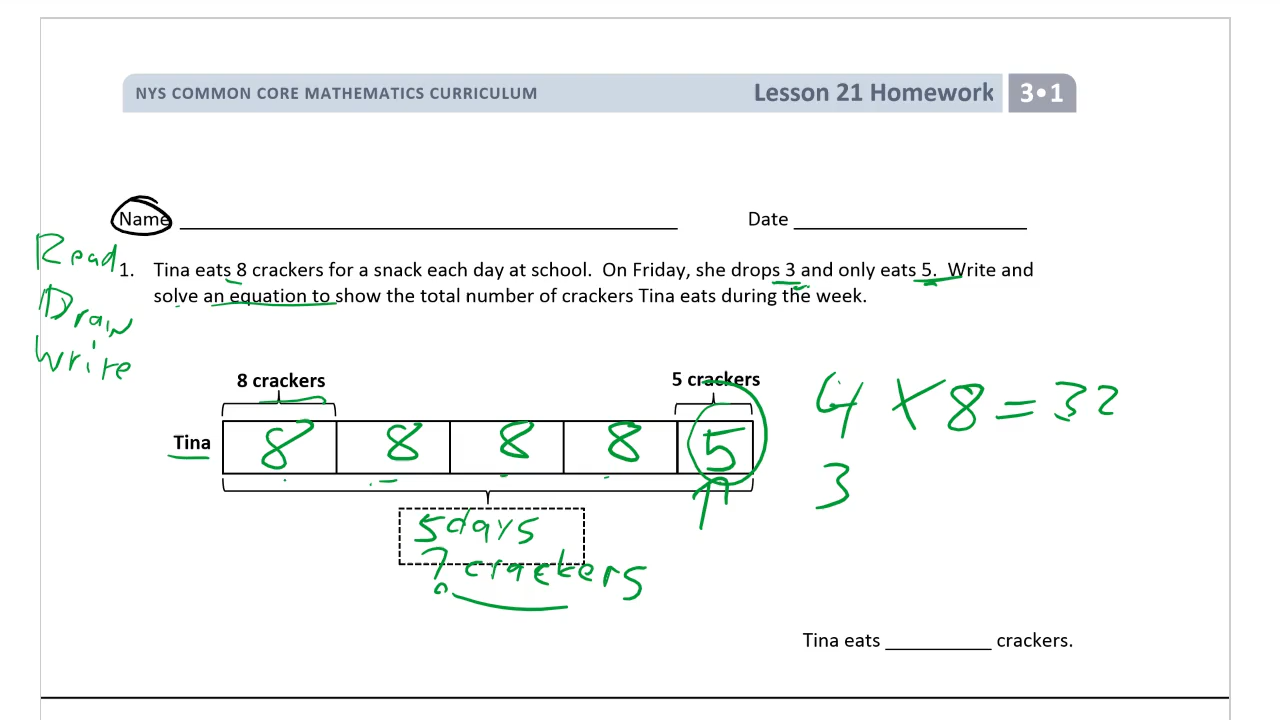 NYS COMMON CORE MATHEMATICS CURRICULUM Lesson 21 Homework 3•1
Name Date
Read
1. Tina eats 8 crackers for a snack each day at school. On Friday, she drops 3 and only eats 5. Write and
solve an equation to show the total number of crackers Tina eats during the week.
Draw
Write
8 crackers 5 crackers
4 X 8 = 32
Tina 8 8 8 8 5
3
5 days
? crackers
Tina eats __________ crackers.